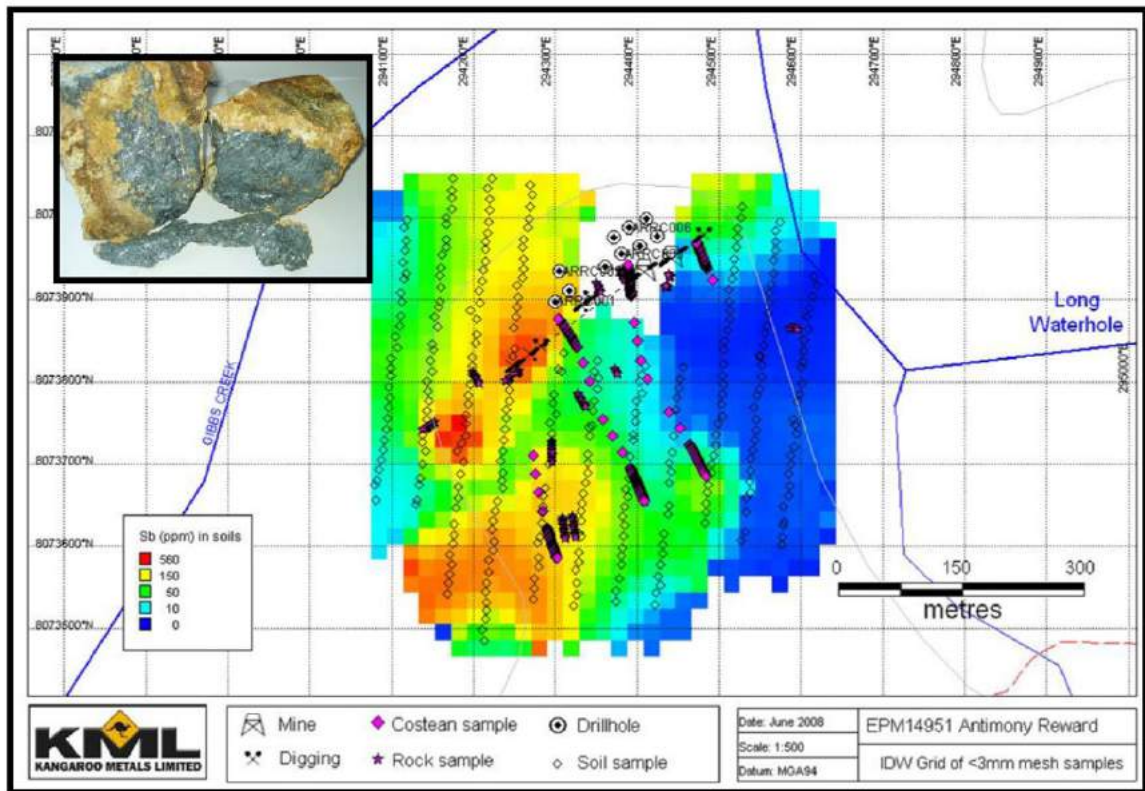 294100°E
294200°E
294300°E
294400°E
294500°E
294600°E
294700°E
294800°E
294900°E
295000°E
8073900°N
8073800°N
8073700°N
8073600°N
8073500°N
GIBBS CREEK
ARRC006
ARRC001
Long
Waterhole
Sb (ppm) in soils
560
150
50
10
0
0 150 300
metres
KML
KANGAROO METALS LIMITED
Mine
Costean sample
Drillhole
Digging
Rock sample
Soil sample
Date: June 2008
Scale: 1:500
Datum: MGA94
EPM14951 Antimony Reward
IDW Grid of <3mm mesh samples